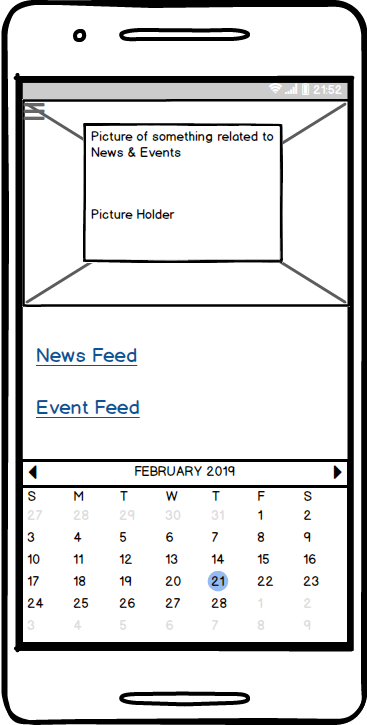 21:52
Picture of something related to
News & Events
Picture Holder
News Feed
Event Feed
FEBRUARY 2019
S M T W T F S
27 28 29 30 31 1 2
3 4 5 6 7 8 9
10 11 12 13 14 15 16
17 18 19 20 21 22 23
24 25 26 27 28 1 2
3 4 5 6 7 8 9